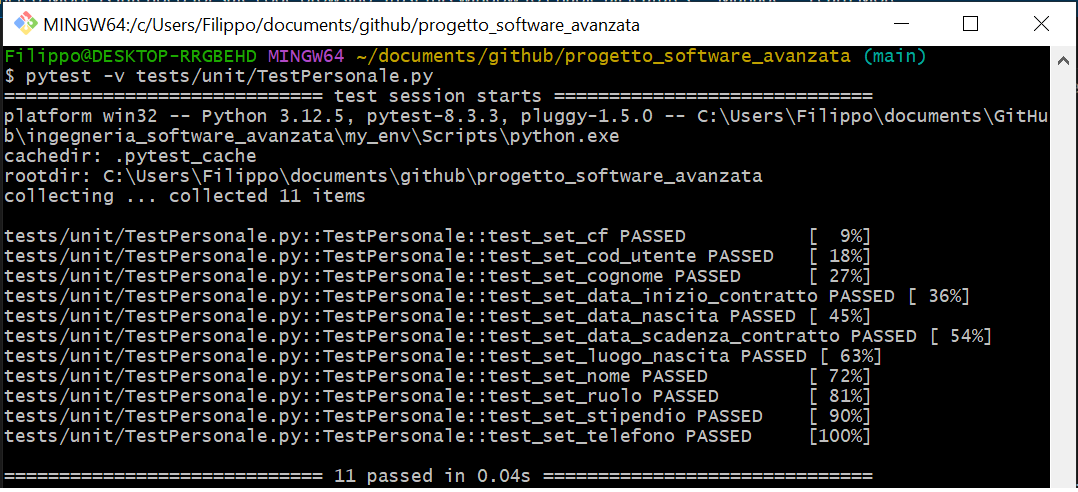 MINGW64:/c/Users/Filippo/documents/github/progetto_software_avanzata
Filippo@DESKTOP-RRGBEHD MINGW64 ~/documents/github/progetto_software_avanzata (main)
$ pytest -v tests/unit/TestPersonale.py
============================= test session starts =============================
platform win32 -- Python 3.12.5, pytest-8.3.3, pluggy-1.5.0 -- C:\Users\Filippo\documents\GitHu
b\ingegneria_software_avanzata\my_env\Scripts\python.exe
cachedir: .pytest_cache
rootdir: C:\Users\Filippo\documents\github\progetto_software_avanzata
collecting ... collected 11 items

tests/unit/TestPersonale.py::TestPersonale::test_set_cf PASSED           [  9%]
tests/unit/TestPersonale.py::TestPersonale::test_set_cod_utente PASSED   [ 18%]
tests/unit/TestPersonale.py::TestPersonale::test_set_cognome PASSED      [ 27%]
tests/unit/TestPersonale.py::TestPersonale::test_set_data_inizio_contratto PASSED [ 36%]
tests/unit/TestPersonale.py::TestPersonale::test_set_data_nascita PASSED [ 45%]
tests/unit/TestPersonale.py::TestPersonale::test_set_data_scadenza_contratto PASSED [ 54%]
tests/unit/TestPersonale.py::TestPersonale::test_set_luogo_nascita PASSED [ 63%]
tests/unit/TestPersonale.py::TestPersonale::test_set_nome PASSED         [ 72%]
tests/unit/TestPersonale.py::TestPersonale::test_set_ruolo PASSED        [ 81%]
tests/unit/TestPersonale.py::TestPersonale::test_set_stipendio PASSED    [ 90%]
tests/unit/TestPersonale.py::TestPersonale::test_set_telefono PASSED     [100%]

============================= 11 passed in 0.04s ==============================